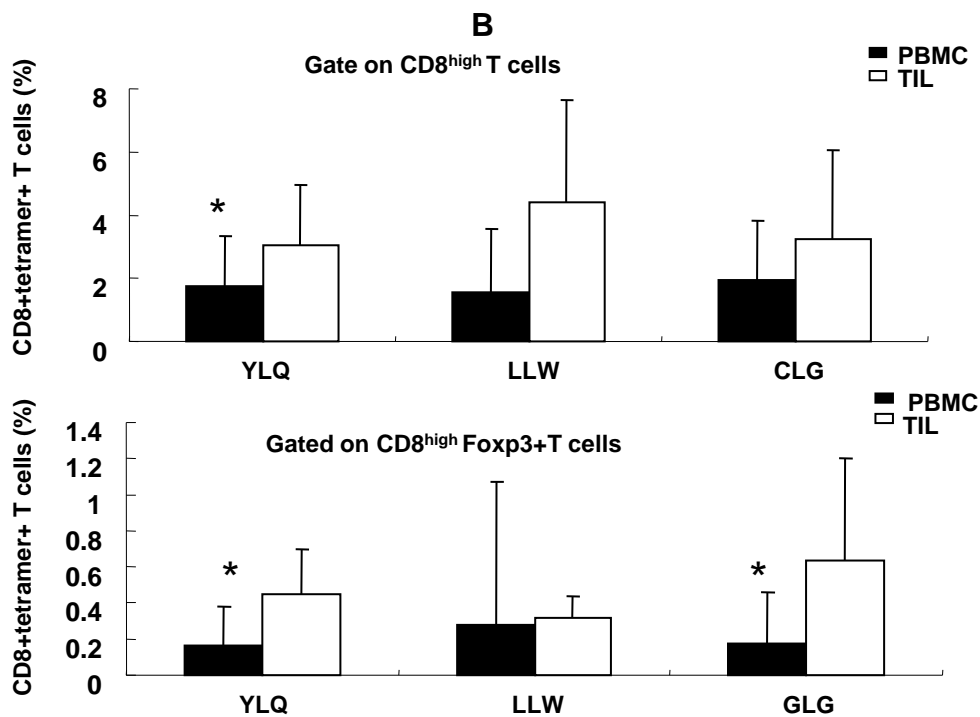 B
Gate on CD8high T cells
PBMC
TIL
CD8+tetramer+ T cells (%)
8
6
4
2
0
*
YLQ
LLW
CLG
PBMC
TIL
Gated on CD8high Foxp3+T cells
CD8+tetramer+ T cells (%)
1.4
1.2
1
0.8
0.6
0.4
0.2
0
*
*
YLQ
LLW
GLG